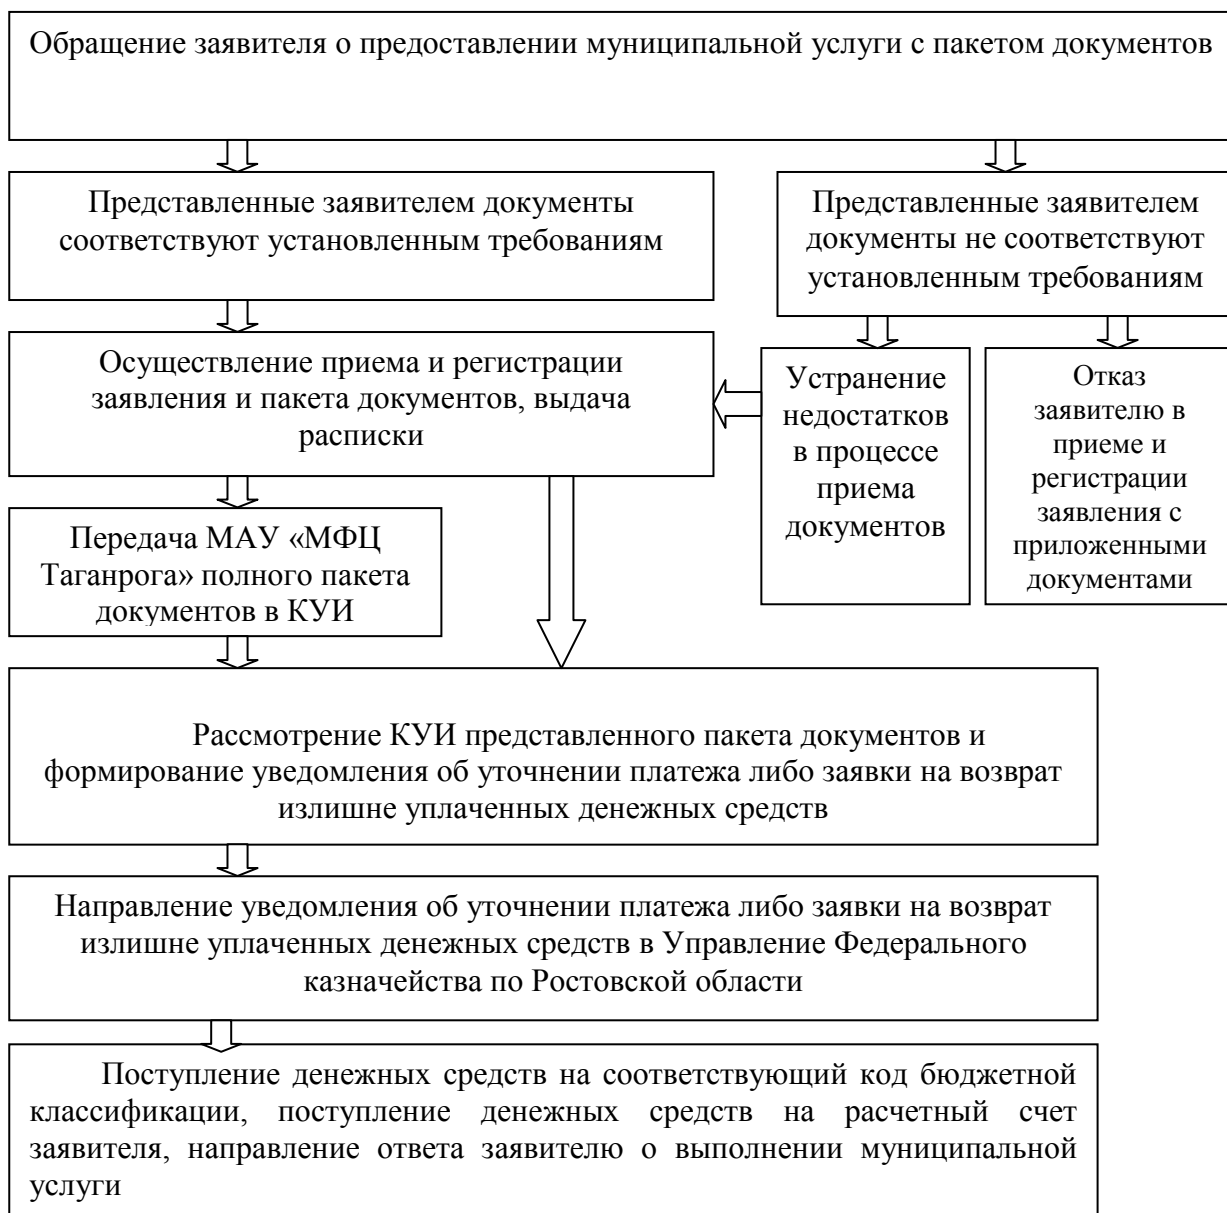 Обращение заявителя о предоставлении муниципальной услуги с пакетом документов
Представленные заявителем документы
соответствуют установленным требованиям
Представленные заявителем
документы не соответствуют
установленным требованиям
Осуществление приема и регистрации
заявления и пакета документов, выдача
расписки
Устранение
недостатков
в процессе
приема
документов
Отказ
заявителю в
приеме и
регистрации
заявления с
приложенными
документами
Передача МАУ «МФЦ
Таганрога» полного пакета
документов в КУИ
Рассмотрение КУИ представленного пакета документов и
формирование уведомления об уточнении платежа либо заявки на возврат
излишне уплаченных денежных средств
Направление уведомления об уточнении платежа либо заявки на возврат
излишне уплаченных денежных средств в Управление Федерального
казначейства по Ростовской области
Поступление денежных средств на соответствующий код бюджетной
классификации, поступление денежных средств на расчетный счет
заявителя, направление ответа заявителю о выполнении муниципальной
услуги